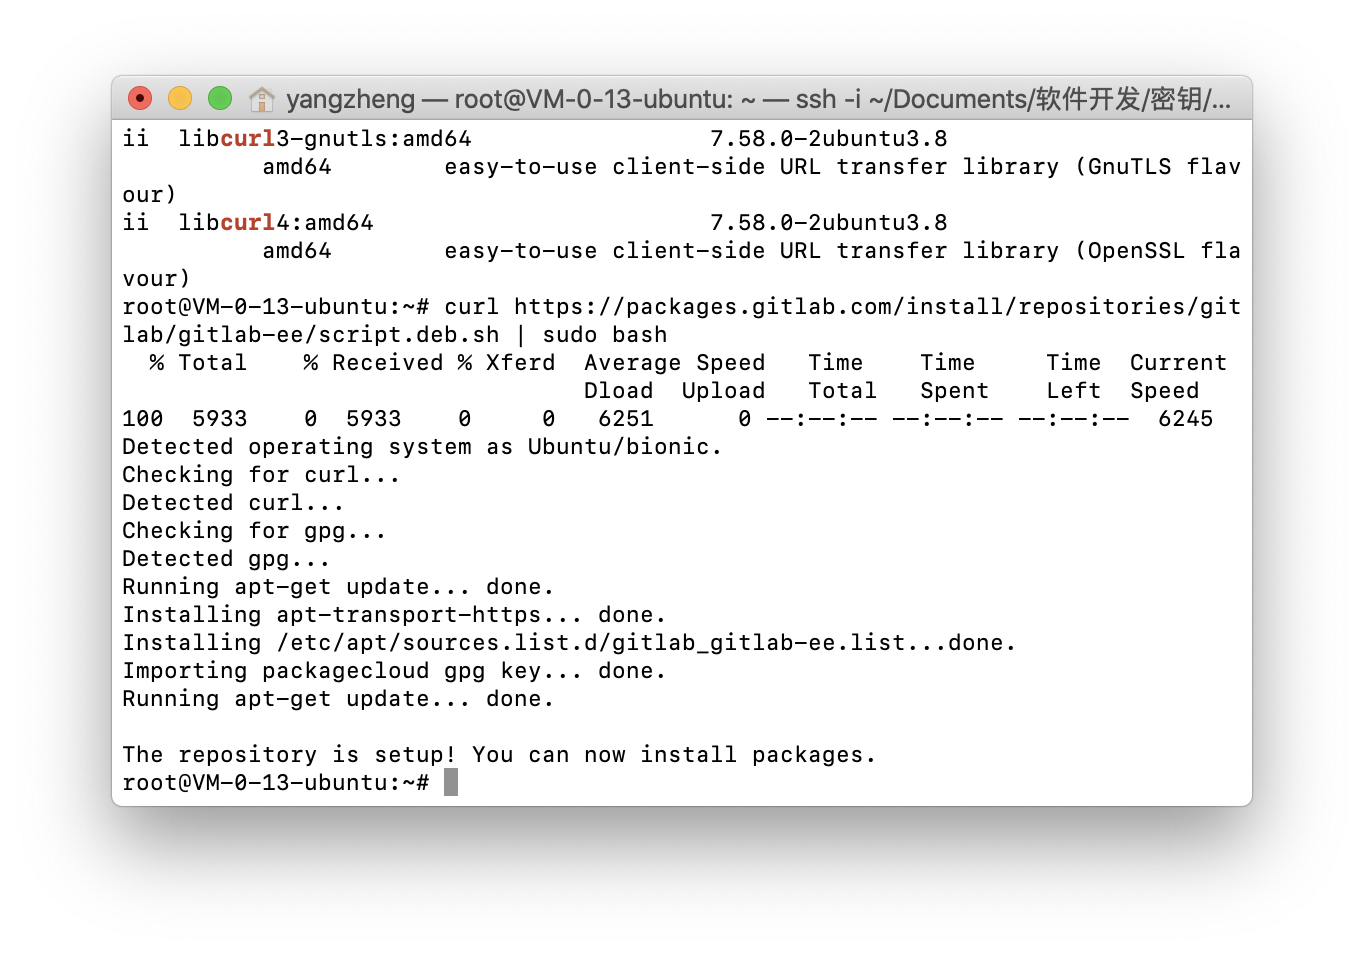 yangzheng — root@VM-0-13-ubuntu: ~ — ssh -i ~/Documents/软件开发/密钥/...
ii  libcurl3-gnutls:amd64                 7.58.0-2ubuntu3.8
          amd64        easy-to-use client-side URL transfer library (GnuTLS flav
our)
ii  libcurl4:amd64                        7.58.0-2ubuntu3.8
          amd64        easy-to-use client-side URL transfer library (OpenSSL fla
vour)
root@VM-0-13-ubuntu:~# curl https://packages.gitlab.com/install/repositories/git
lab/gitlab-ee/script.deb.sh | sudo bash
  % Total    % Received % Xferd  Average Speed   Time    Time     Time  Current
                                 Dload  Upload   Total   Spent    Left  Speed
100  5933    0  5933    0     0   6251      0 --:--:-- --:--:-- --:--:--  6245
Detected operating system as Ubuntu/bionic.
Checking for curl...
Detected curl...
Checking for gpg...
Detected gpg...
Running apt-get update... done.
Installing apt-transport-https... done.
Installing /etc/apt/sources.list.d/gitlab_gitlab-ee.list...done.
Importing packagecloud gpg key... done.
Running apt-get update... done.
The repository is setup! You can now install packages.
root@VM-0-13-ubuntu:~#